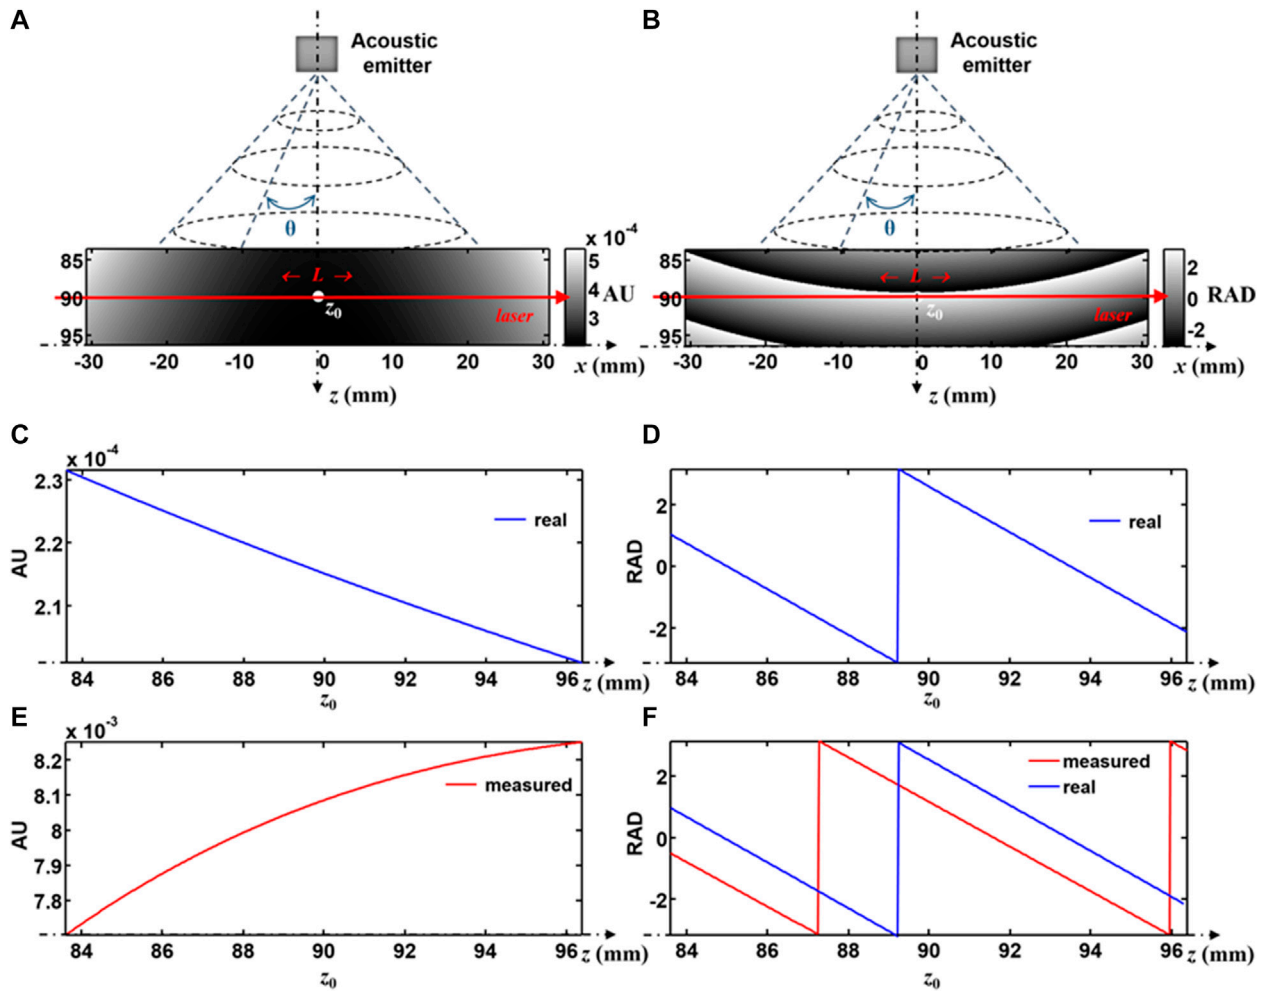 A
Acoustic
emitter
θ
x 10-4
85
90
95
← L →
z0
laser
5
4
3
AU
-30 -20 -10 0 10 20 30
x (mm)
z (mm)
B
Acoustic
emitter
θ
85
90
95
← L →
z0
laser
2
0
-2
RAD
-30 -20 -10 0 10 20 30
x (mm)
z (mm)
C
x 10-4
2.3
2.2
2.1
AU
real
84 86 88 90 92 94 96
z (mm)
z0
D
2
0
-2
RAD
real
84 86 88 90 92 94 96
z (mm)
z0
E
x 10-3
8.2
8.1
8
7.9
7.8
AU
measured
84 86 88 90 92 94 96
z (mm)
z0
F
2
0
-2
RAD
measured
real
84 86 88 90 92 94 96
z (mm)
z0